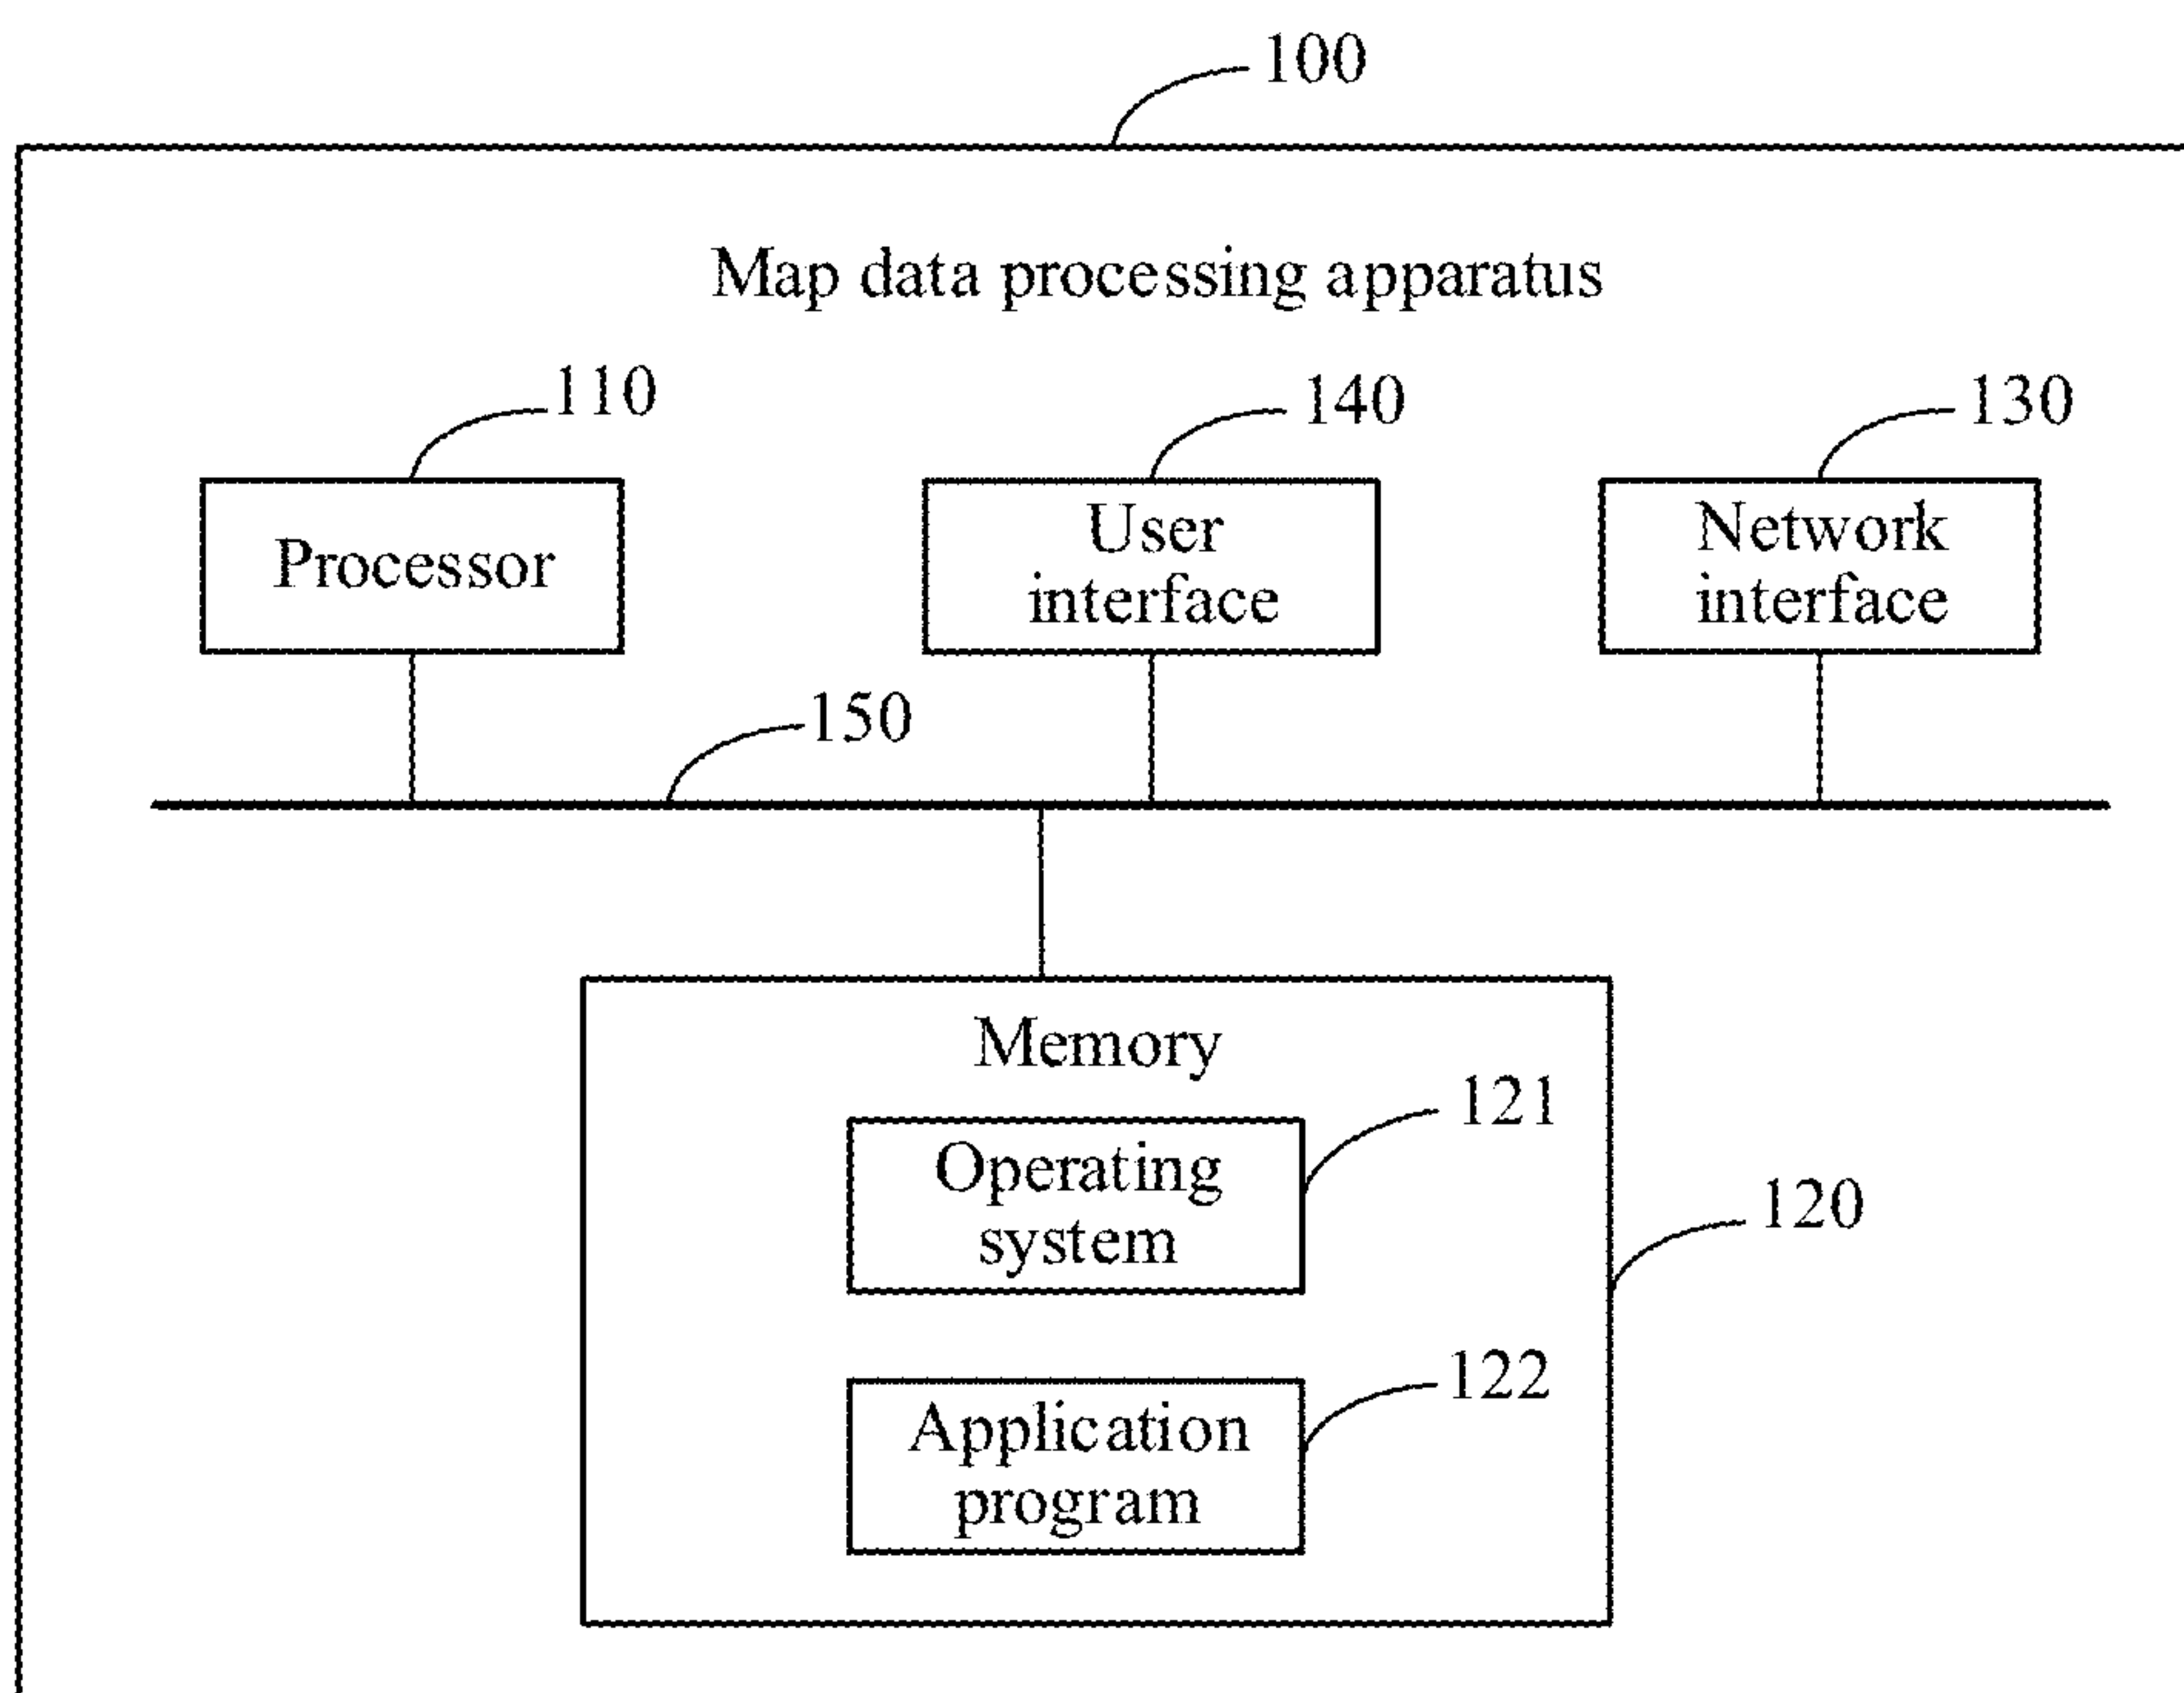 100
Map data processing apparatus
110
140
130
Processor
User
interface
Network
interface
150
Memory
121
Operating
system
120
122
Application
program